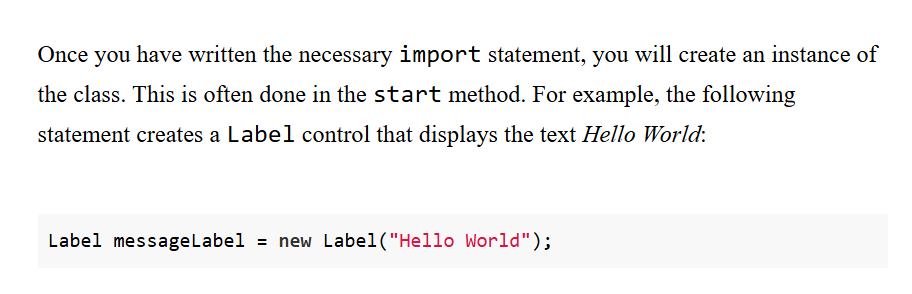 Once you have written the necessary import statement, you will create an instance of
the class. This is often done in the start method. For example, the following
statement creates a Label control that displays the text Hello World:
Label messageLabel = new Label("Hello World");